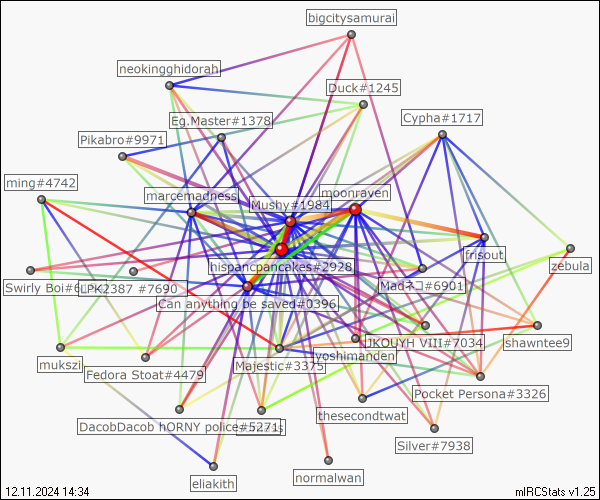 bigcitysamurai
neokingghidorah
Duck#1245
Eg.Master#1378
Cypha#1717
Pikabro#9971
ming#4742
marcemadness
moonraven
Mushy#1984
frisout
hispancpancakes#2928
zebula
Swirly Boi#6
LPK2387 #7690
Madネコ#6901
Can anything be saved#0396
JKOUYH VIII#7034
shawntee9
yoshimanden
mukszi
Fedora Stoat#4479
Majestic#3375
Pocket Persona#3326
thesecondtwat
DacobDacob hORNY police#5271
Silver#7938
eliakith
normalwan
12.11.2024 14:34
mIRCStats v1.25